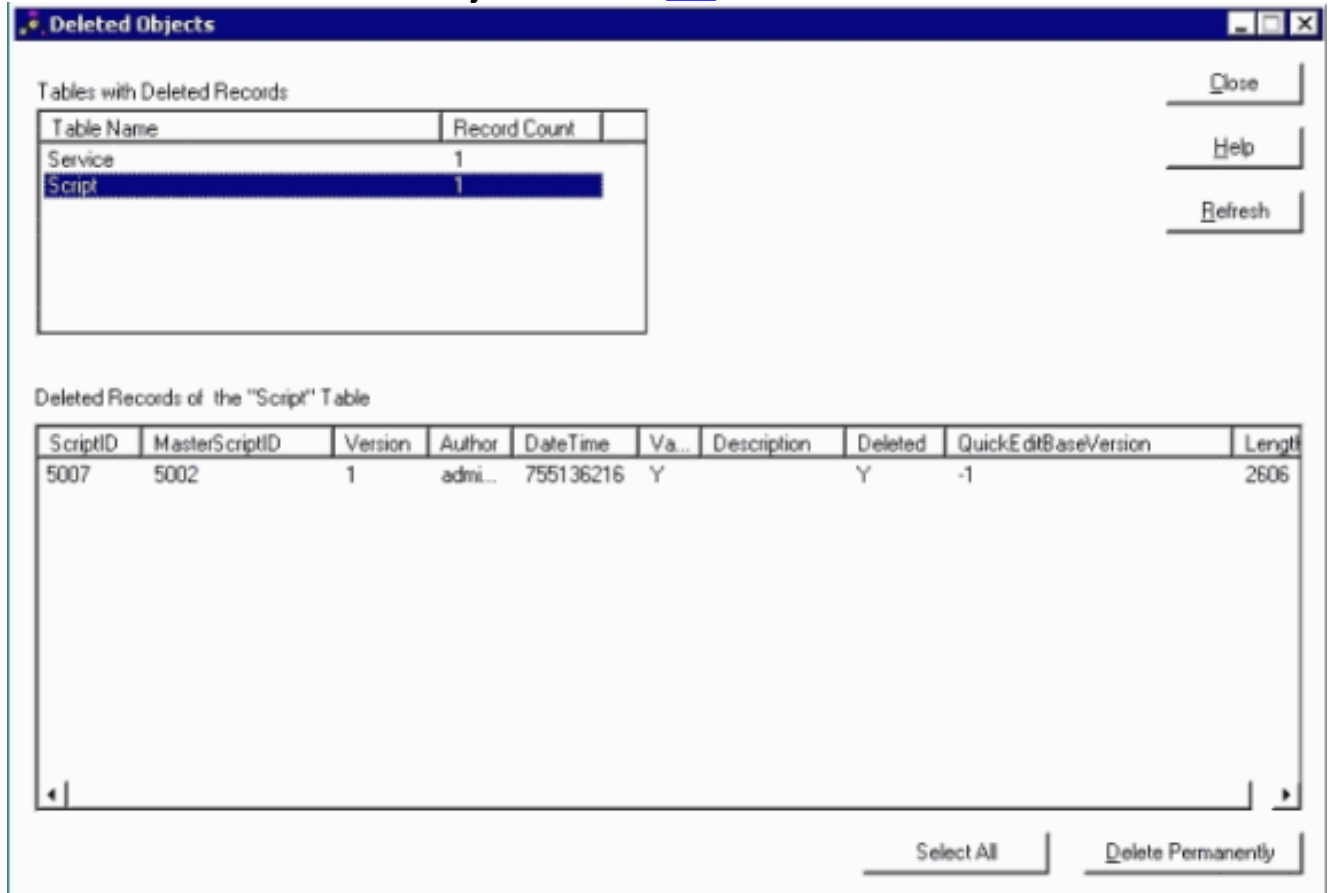 Deleted Objects
Close
Tables with Deleted Records
Table Name Record Count
Help
Service 1
Script 1
Refresh
Deleted Records of the "Script" Table
ScriptID MasterScriptID Version Author DateTime Va... Description Deleted QuickEditBaseVersion Lengt
5007 5002 1 admi... 755136216 Y Y -1 2606
Select All Delete Permanently